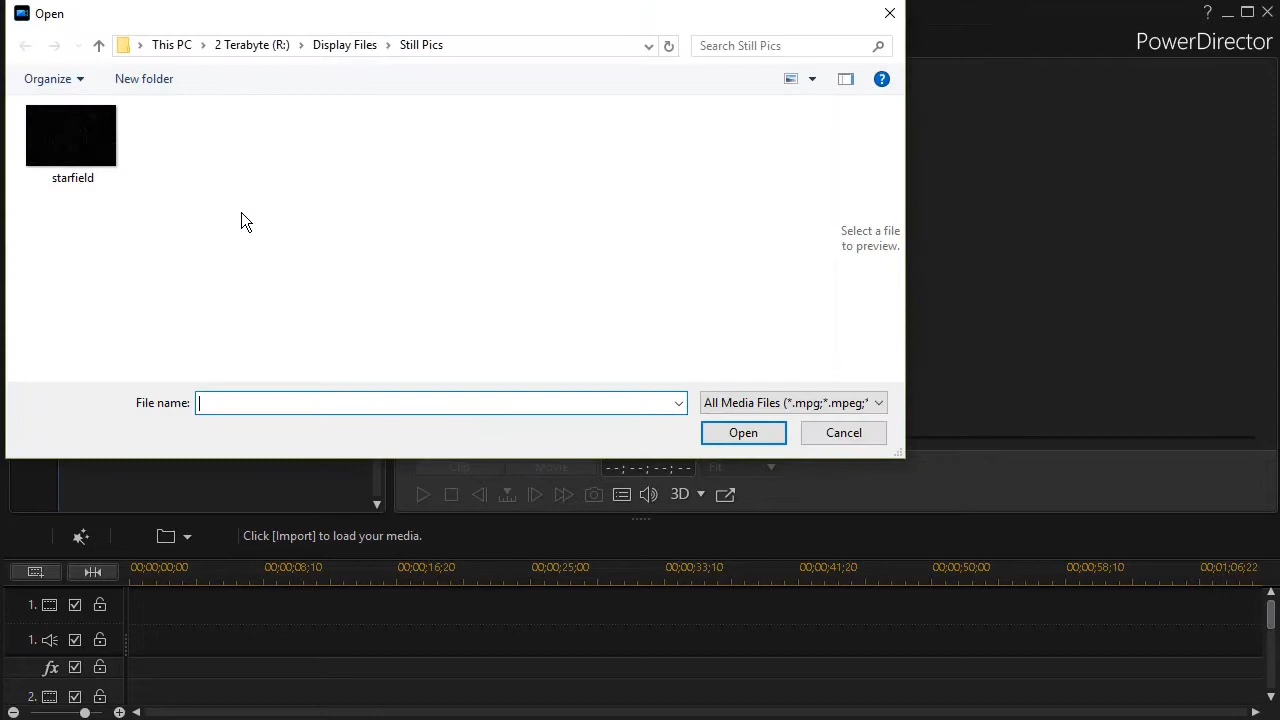 Open
?
PowerDirector
This PC > 2 Terabyte (R:) > Display Files > Still Pics
Search Still Pics
Organize
New folder
?
starfield
Select a file
to preview.
File name:
All Media Files (*.mpg;*.mpeg;*
Open
Cancel
Clip
Movie
--;--;--;--
Fit
3D
Click [Import] to load your media.
00;00;00;00
00;00;08;10
00;00;16;20
00;00;25;00
00;00;33;10
00;00;41;20
00;00;50;00
00;00;58;10
00;01;06;22
1.
1.
fx
2.